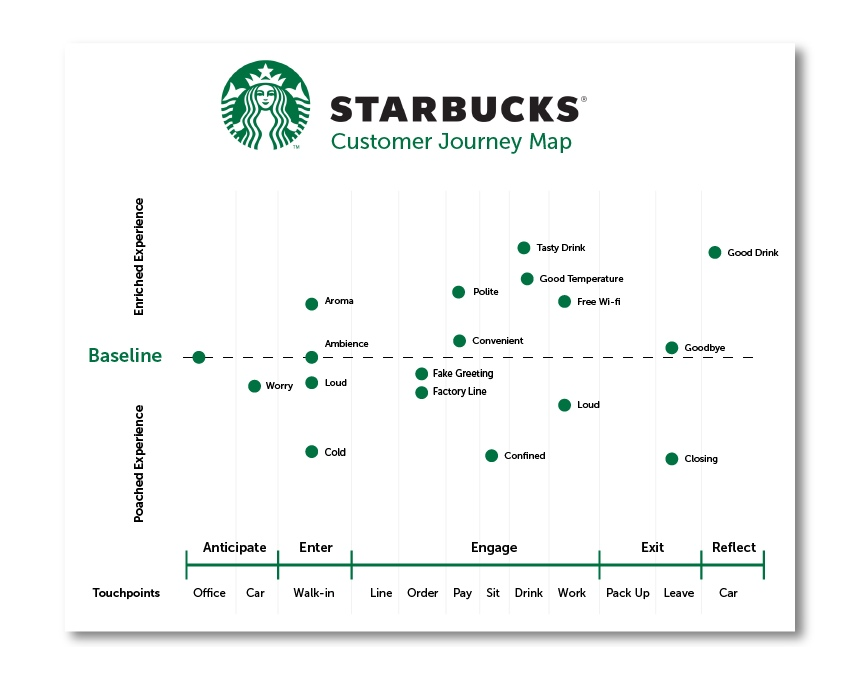 STARBUCKS®
Customer Journey Map
™
Enriched Experience
Baseline
Poached Experience
Tasty Drink
Good Drink
Good Temperature
Polite
Aroma
Free Wi-fi
Convenient
Ambience
Goodbye
Fake Greeting
Worry
Loud
Factory Line
Loud
Cold
Confined
Closing
Anticipate Enter Engage Exit Reflect
Touchpoints Office Car Walk-in Line Order Pay Sit Drink Work Pack Up Leave Car